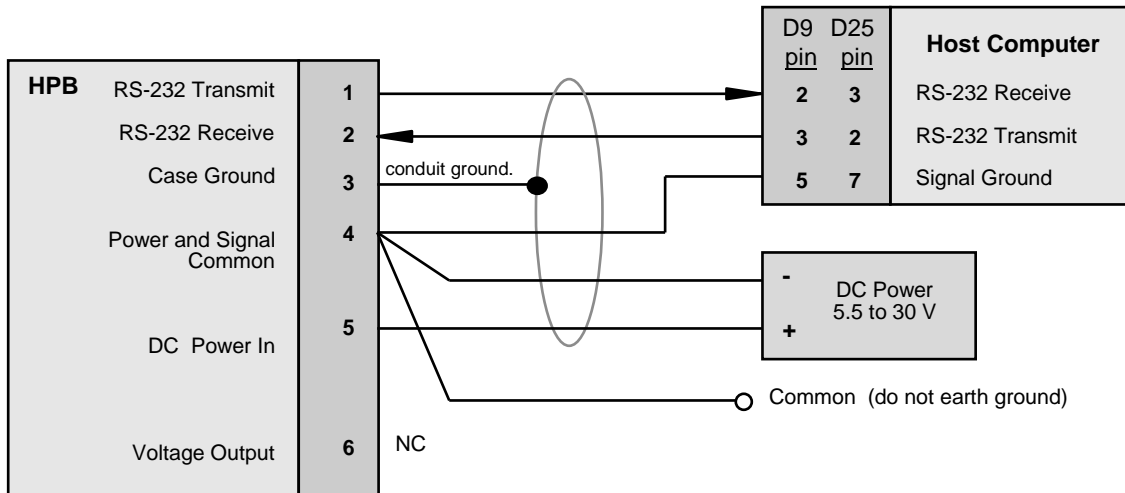 HPB
RS-232 Transmit 1
RS-232 Receive 2
Case Ground 3
Power and Signal
Common
4
DC Power In 5
Voltage Output 6 NC
conduit ground.
D9 D25
pin pin
Host Computer
2 3 RS-232 Receive
3 2 RS-232 Transmit
5 7 Signal Ground
-
+
DC Power
5.5 to 30 V
Common (do not earth ground)